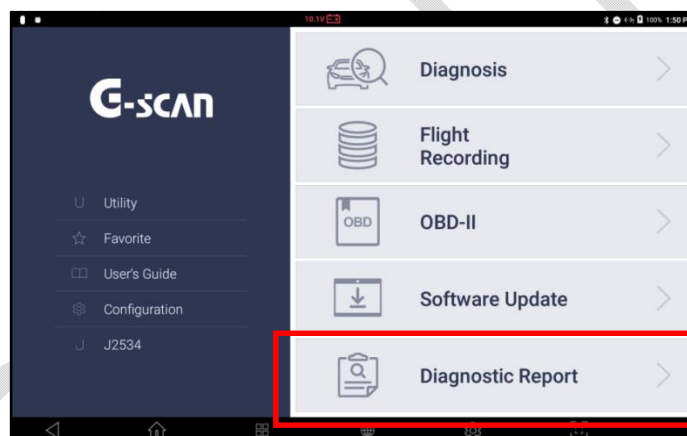 10.1V
100% 1:50 P
G-scan
Utility
Favorite
User's Guide
Configuration
J2534
Diagnosis
Flight
Recording
OBD
OBD-II
Software Update
Diagnostic Report